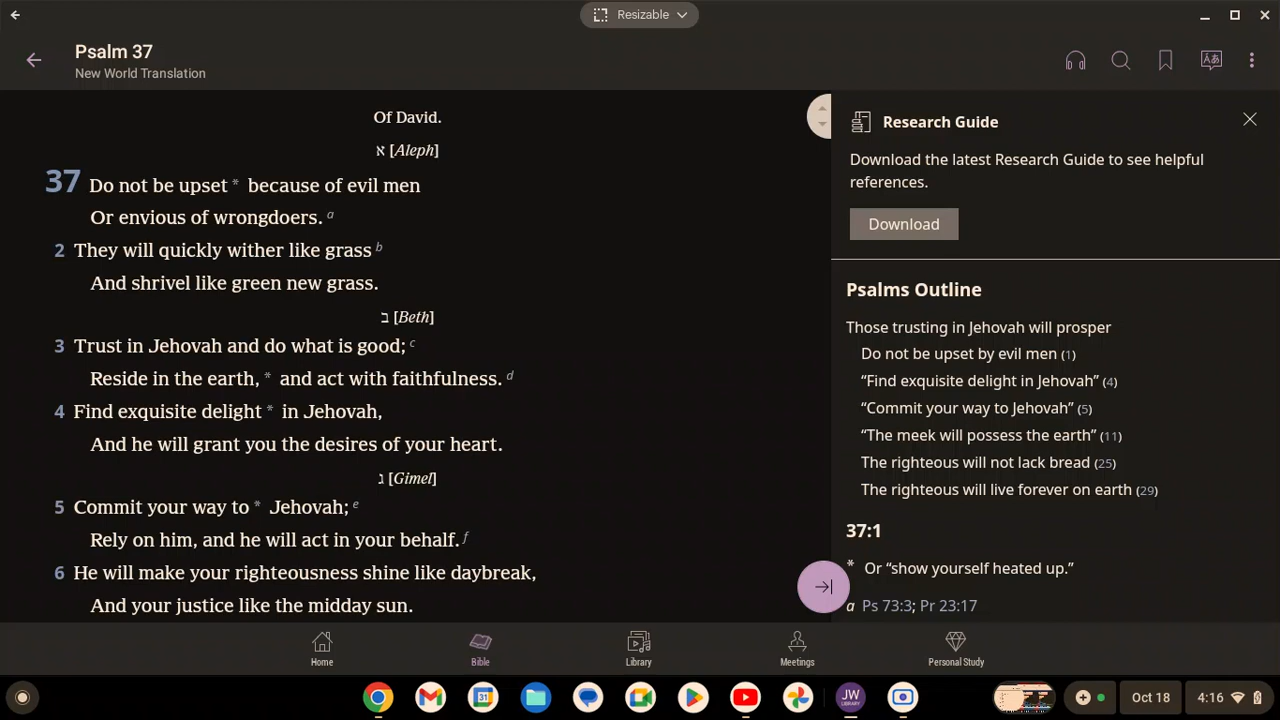 Resizable
Psalm 37
New World Translation
Of David.
א [Aleph]
37 Do not be upset * because of evil men
Or envious of wrongdoers. a
2 They will quickly wither like grass b
And shrivel like green new grass.
ב [Beth]
3 Trust in Jehovah and do what is good; c
Reside in the earth, * and act with faithfulness. d
4 Find exquisite delight * in Jehovah,
And he will grant you the desires of your heart.
ג [Gimel]
5 Commit your way to * Jehovah; e
Rely on him, and he will act in your behalf. f
6 He will make your righteousness shine like daybreak,
And your justice like the midday sun.
Research Guide
Download the latest Research Guide to see helpful
references.
Download
Psalms Outline
Those trusting in Jehovah will prosper
Do not be upset by evil men (1)
“Find exquisite delight in Jehovah” (4)
“Commit your way to Jehovah” (5)
“The meek will possess the earth” (11)
The righteous will not lack bread (25)
The righteous will live forever on earth (29)
37:1
* Or “show yourself heated up.”
a Ps 73:3; Pr 23:17
Home
Bible
Library
Meetings
Personal Study
31
JW
LIBRARY
Oct 18
4:16